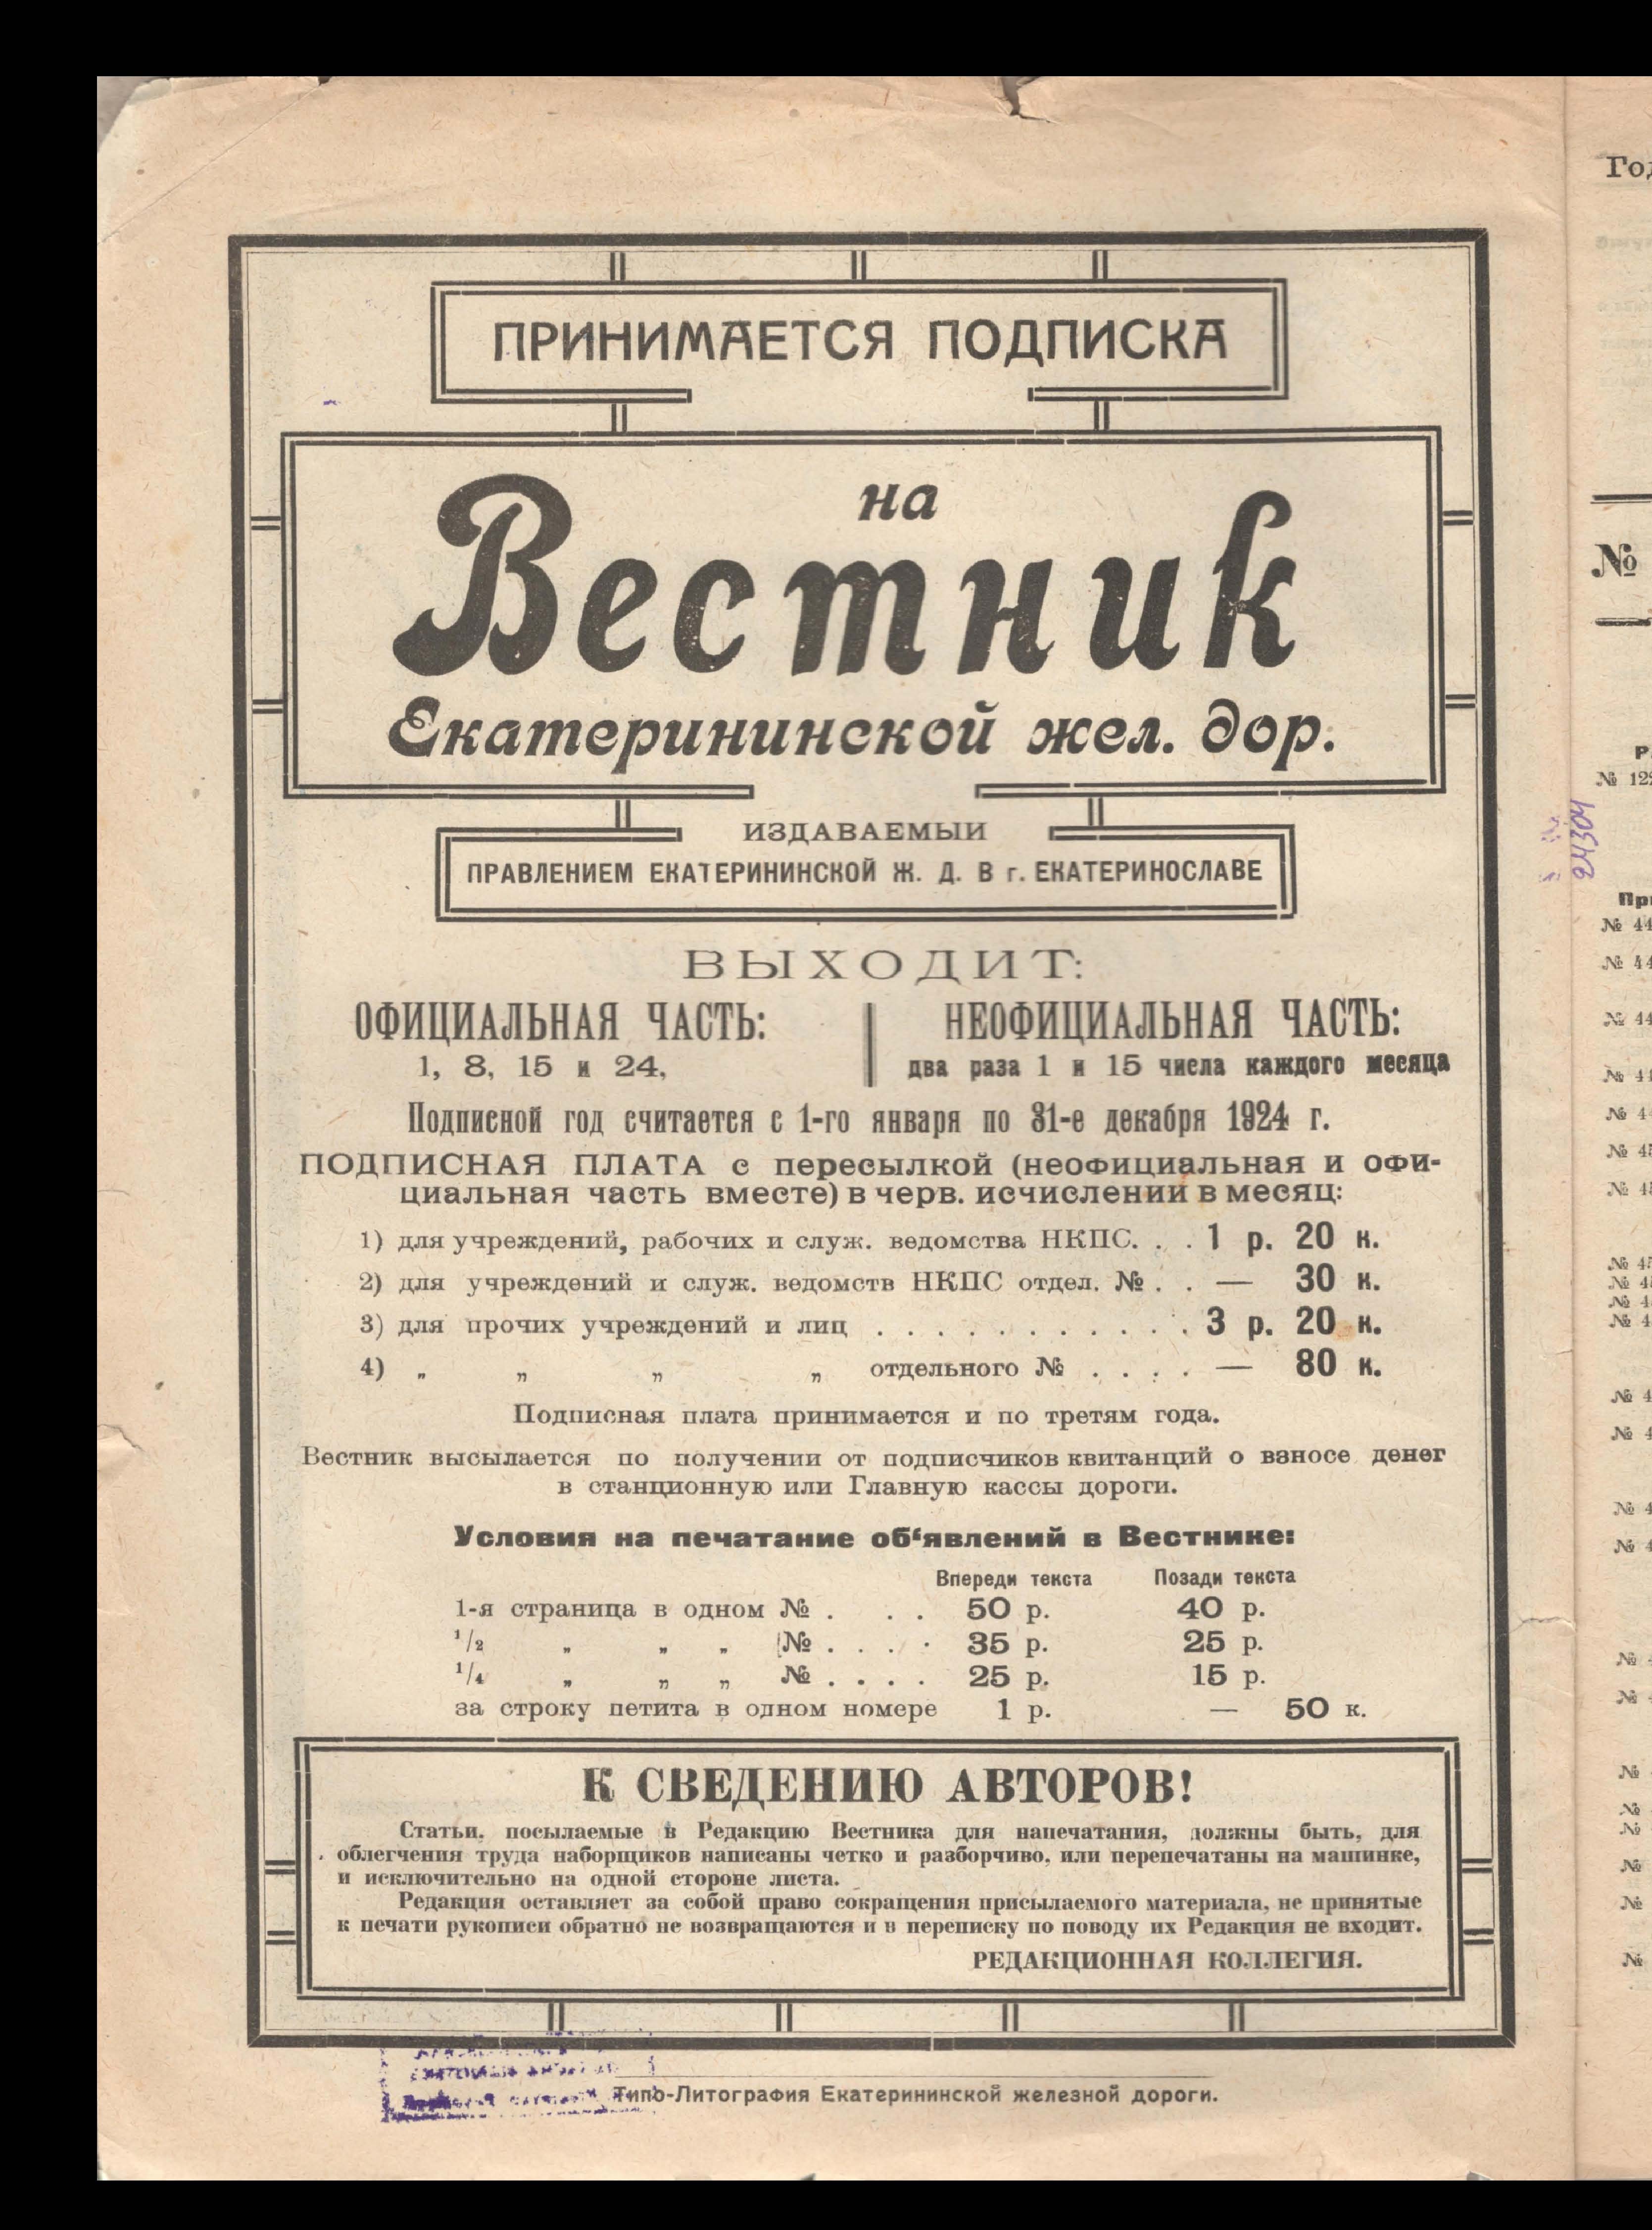 ПРИНИМАЕТСЯ ПОДПИСКА
на
Вестник
Екатерининской жел. дор.
ИЗДАВАЕМЫЙ
ПРАВЛЕНИЕМ ЕКАТЕРИНИНСКОЙ Ж. Д. В г. ЕКАТЕРИНОСЛАВЕ
ВЫХОДИТ:
ОФИЦИАЛЬНАЯ ЧАСТЬ:
1, 8, 15 и 24,
НЕОФИЦИАЛЬНАЯ ЧАСТЬ:
два раза 1 и 15 числа каждого месяца
Подписной год считается с 1-го января по 31-е декабря 1924 г.
ПОДПИСНАЯ ПЛАТА с пересылкой (неофициальная и офи-
циальная часть вместе) в черв. исчислении в месяц:
1) для учреждений, рабочих и служ. ведомства НКПС. . . 1 р. 20 к.
2) для учреждений и служ. ведомств НКПС отдел. № . . — 30 к.
3) для прочих учреждений и лиц . . . . . . . . . . . . 3 р. 20 к.
4) „ „ „ „ отдельного № . . . . — 80 к.
Подписная плата принимается и по третям года.
Вестник высылается по получении от подписчиков квитанций о взносе денег
в станционную или Главную кассы дороги.
Условия на печатание об‘явлений в Вестнике:
Впереди текста Позади текста
1-я страница в одном № . . . 50 р. 40 р.
1/2 „ „ „ № . . . . 35 р. 25 р.
1/4 „ „ „ № . . . . 25 р. 15 р.
за строку петита в одном номере 1 р. — 50 к.
К СВЕДЕНИЮ АВТОРОВ!
Статьи, посылаемые в Редакцию Вестника для напечатания, должны быть, для
облегчения труда наборщиков написаны четко и разборчиво, или перепечатаны на машинке,
и исключительно на одной стороне листа.
Редакция оставляет за собой право сокращения присылаемого материала, не принятые
к печати рукописи обратно не возвращаются и в переписку по поводу их Редакция не входит.
РЕДАКЦИОННАЯ КОЛЛЕГИЯ.
Типо-Литография Екатерининской железной дороги.
24304